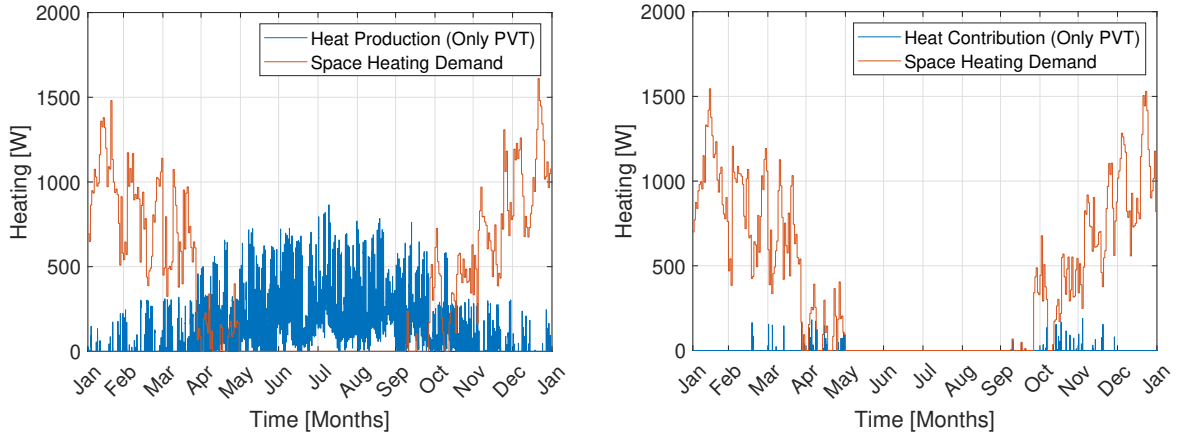 2000
1500
1000
500
0
Heating [W]
Heat Production (Only PVT)
Space Heating Demand
Jan
Feb
Mar
Apr
May
Jun
Jul
Aug
Sep
Oct
Nov
Dec
Jan
Time [Months]
2000
1500
1000
500
0
Heating [W]
Heat Contribution (Only PVT)
Space Heating Demand
Jan
Feb
Mar
Apr
May
Jun
Jul
Aug
Sep
Oct
Nov
Dec
Jan
Time [Months]